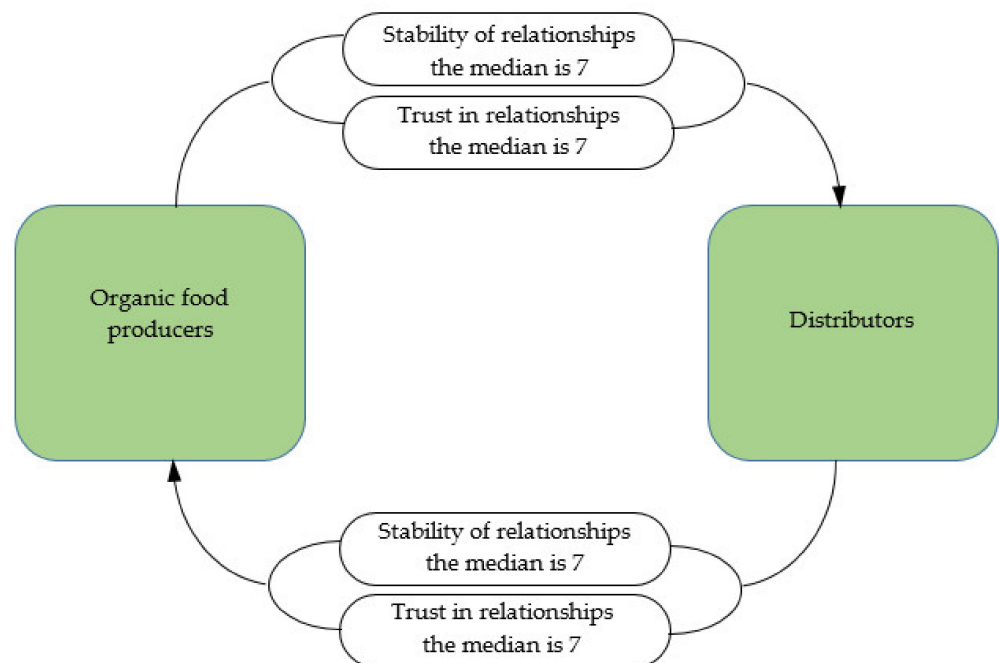 Stability of relationships
the median is 7
Trust in relationships
the median is 7
Organic food
producers
Distributors
Stability of relationships
the median is 7
Trust in relationships
the median is 7